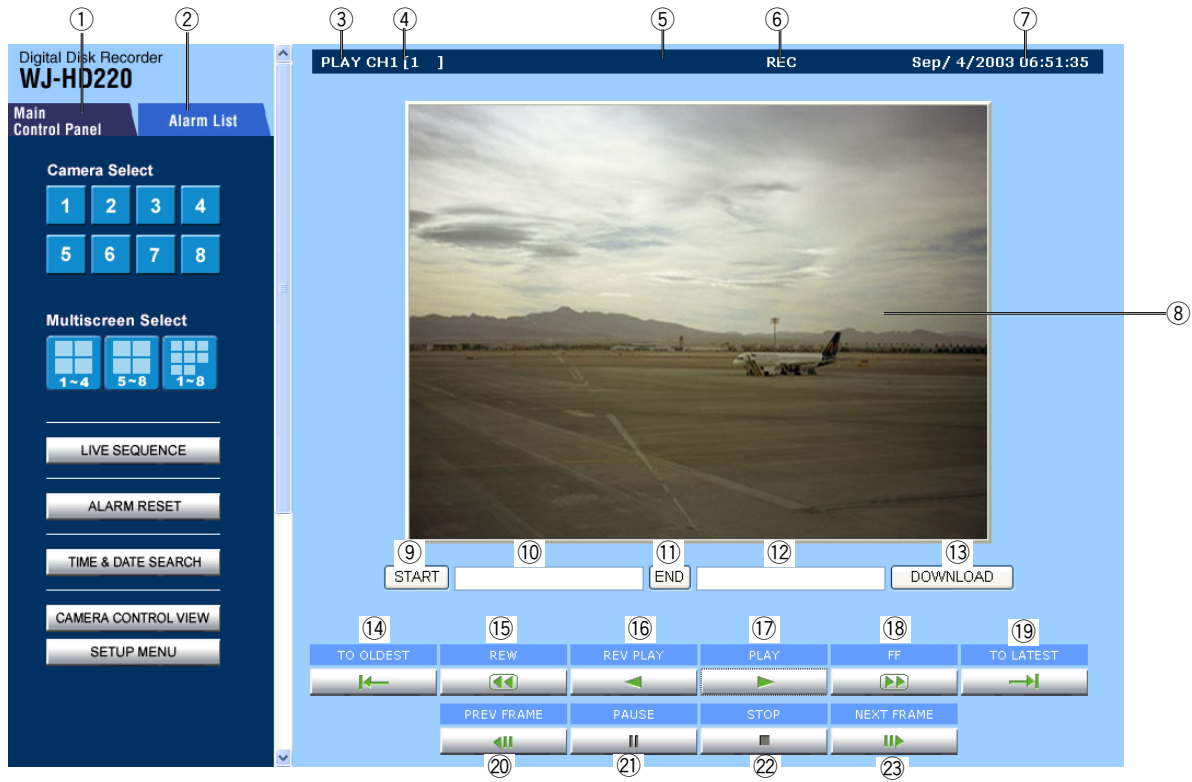 ① ② ③ ④ ⑤ ⑥ ⑦
Digital Disk Recorder
WJ-HD220
Main
Control Panel
Alarm List
Camera Select
1 2 3 4
5 6 7 8
Multiscreen Select
1~4 5~8 1~8
LIVE SEQUENCE
ALARM RESET
TIME & DATE SEARCH
CAMERA CONTROL VIEW
SETUP MENU
PLAY CH1 [1 ] REC Sep/ 4/2003 06:51:35
⑧
⑨ ⑩ ⑪ ⑫ ⑬
START END DOWNLOAD
⑭ ⑮ ⑯ ⑰ ⑱ ⑲
TO OLDEST REW REV PLAY PLAY FF TO LATEST
PREV FRAME PAUSE STOP NEXT FRAME
⑳ ㉑ ㉒ ㉓